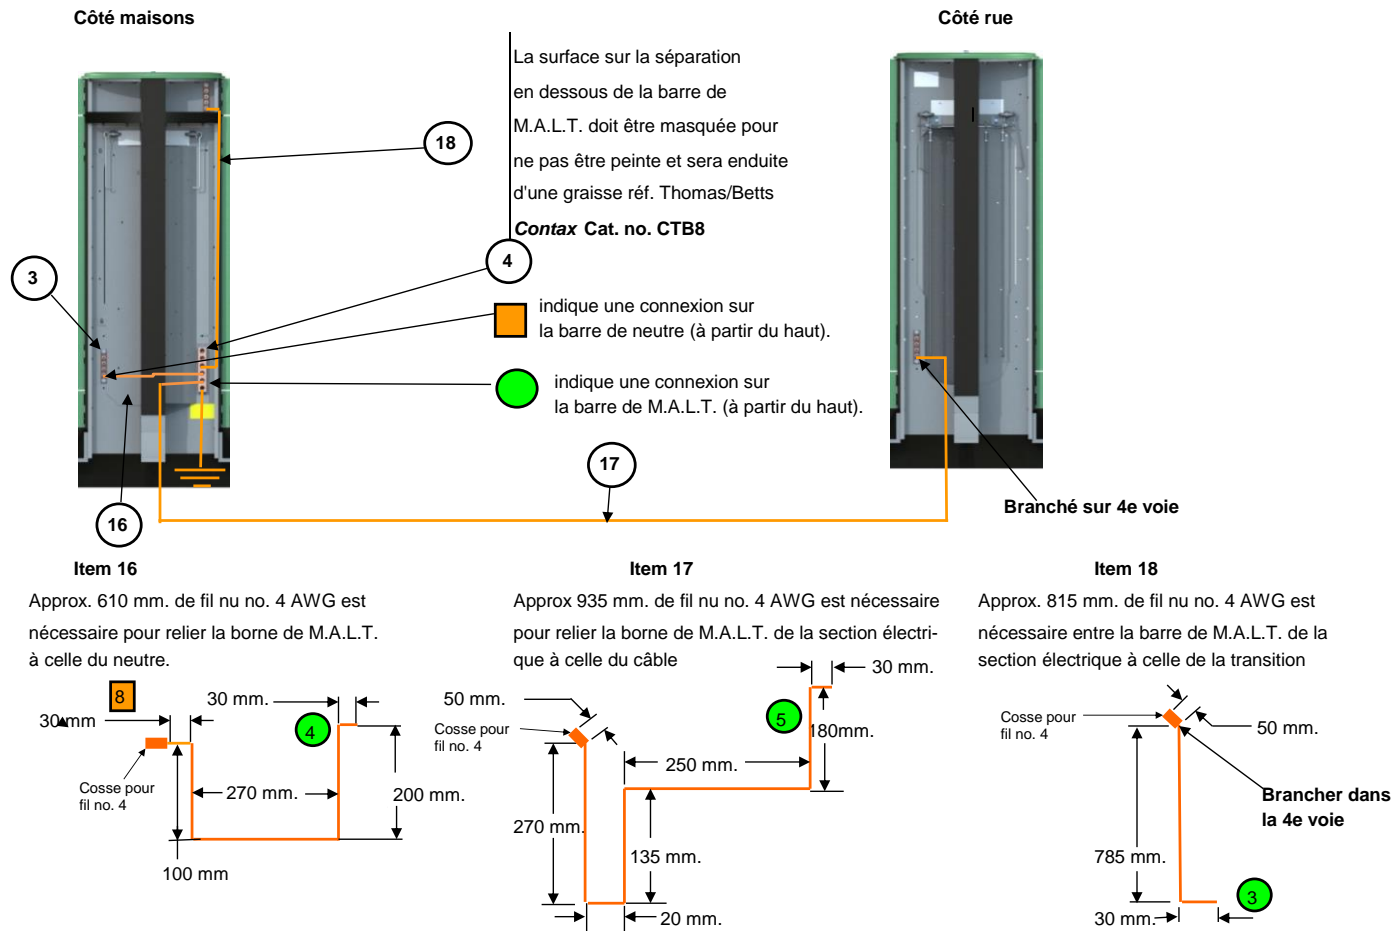 Côté maisons
Côté rue
La surface sur la séparation
en dessous de la barre de
M.A.L.T. doit être masquée pour
ne pas être peinte et sera enduite
d'une graisse réf. Thomas/Betts
Contax Cat. no. CTB8
18
3
4
indique une connexion sur
la barre de neutre (à partir du haut).
indique une connexion sur
la barre de M.A.L.T. (à partir du haut).
17
16
Branché sur 4e voie
Item 16
Approx. 610 mm. de fil nu no. 4 AWG est
nécessaire pour relier la borne de M.A.L.T.
à celle du neutre.
8
30 mm
30 mm.
4
Cosse pour
fil no. 4
270 mm.
200 mm.
100 mm
Item 17
Approx 935 mm. de fil nu no. 4 AWG est nécessaire
pour relier la borne de M.A.L.T. de la section électri-
que à celle du câble
30 mm.
50 mm.
Cosse pour
fil no. 4
5
180mm.
250 mm.
270 mm.
135 mm.
20 mm.
Item 18
Approx. 815 mm. de fil nu no. 4 AWG est
nécessaire entre la barre de M.A.L.T. de la
section électrique à celle de la transition
Cosse pour
fil no. 4
50 mm.
Brancher dans
la 4e voie
785 mm.
3
30 mm.